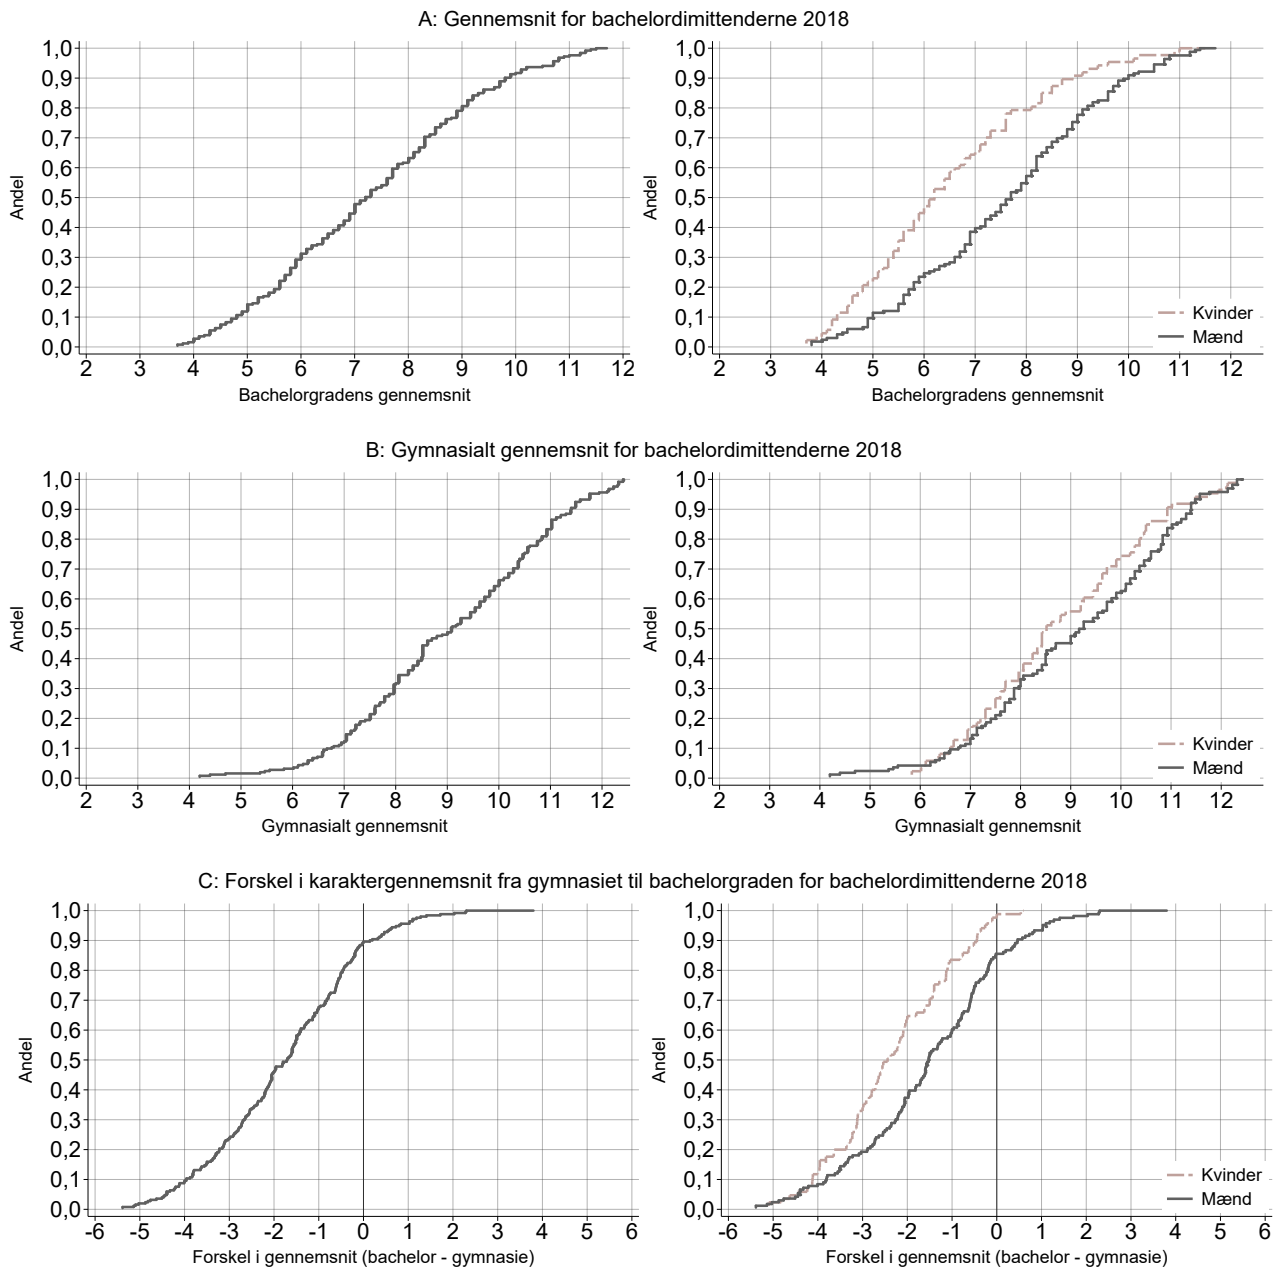 A: Gennemsnit for bachelordimittenderne 2018
1,0
0,9
0,8
0,7
0,6
0,5
0,4
0,3
0,2
0,1
0,0
Andel
2 3 4 5 6 7 8 9 10 11 12
Bachelorgradens gennemsnit
1,0
0,9
0,8
0,7
0,6
0,5
0,4
0,3
0,2
0,1
0,0
Andel
Kvinder
Mænd
2 3 4 5 6 7 8 9 10 11 12
Bachelorgradens gennemsnit
B: Gymnasialt gennemsnit for bachelordimittenderne 2018
1,0
0,9
0,8
0,7
0,6
0,5
0,4
0,3
0,2
0,1
0,0
Andel
2 3 4 5 6 7 8 9 10 11 12
Gymnasialt gennemsnit
1,0
0,9
0,8
0,7
0,6
0,5
0,4
0,3
0,2
0,1
0,0
Andel
Kvinder
Mænd
2 3 4 5 6 7 8 9 10 11 12
Gymnasialt gennemsnit
C: Forskel i karaktergennemsnit fra gymnasiet til bachelorgraden for bachelordimittenderne 2018
1,0
0,9
0,8
0,7
0,6
0,5
0,4
0,3
0,2
0,1
0,0
Andel
-6 -5 -4 -3 -2 -1 0 1 2 3 4 5 6
Forskel i gennemsnit (bachelor - gymnasie)
1,0
0,9
0,8
0,7
0,6
0,5
0,4
0,3
0,2
0,1
0,0
Andel
Kvinder
Mænd
-6 -5 -4 -3 -2 -1 0 1 2 3 4 5 6
Forskel i gennemsnit (bachelor - gymnasie)